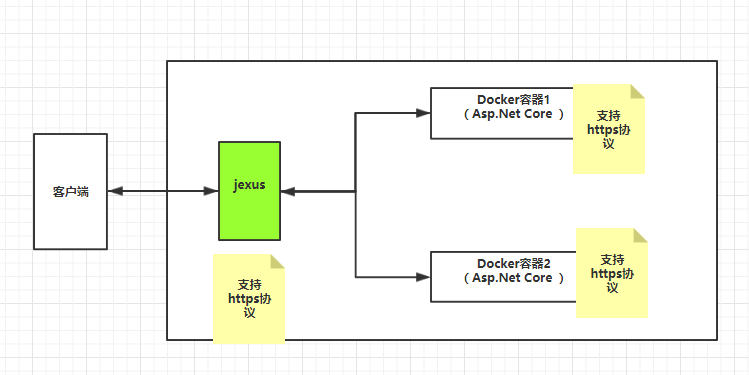 客户端
jexus
支持
https协
议
Docker容器1
（Asp.Net Core ）
支持
https协
议
Docker容器2
（Asp.Net Core ）
支持
https协
议